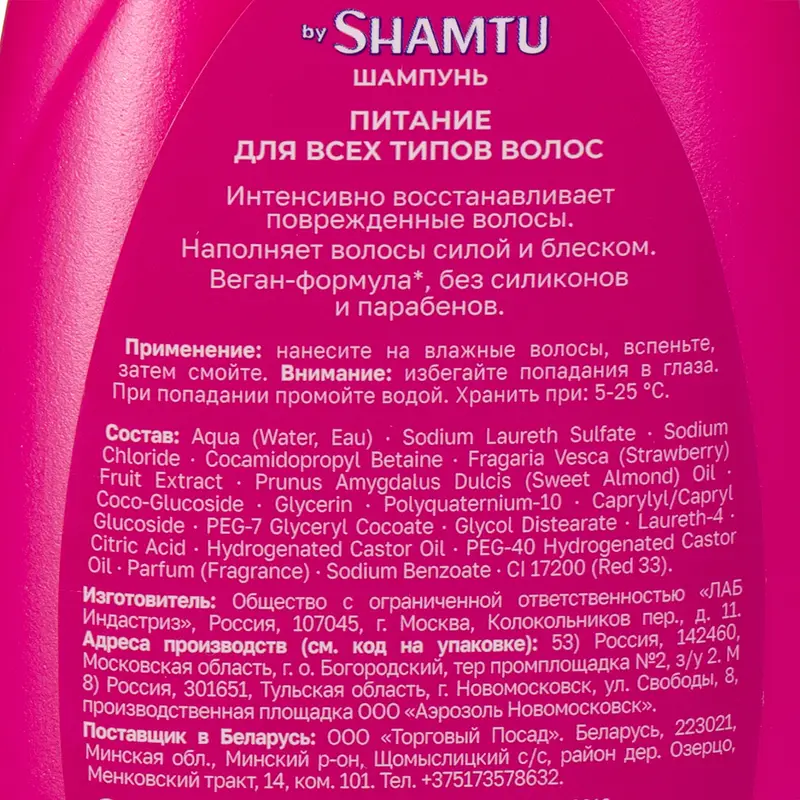 by SHAMTU
ШАМПУНЬ
ПИТАНИЕ
ДЛЯ ВСЕХ ТИПОВ ВОЛОС
Интенсивно восстанавливает
поврежденные волосы.
Наполняет волосы силой и блеском.
Веган-формула*, без силиконов
и парабенов.
Применение: нанесите на влажные волосы, вспеньте,
затем смойте. Внимание: избегайте попадания в глаза.
При попадании промойте водой. Хранить при: 5-25 °С.
Состав: Aqua (Water, Eau) · Sodium Laureth Sulfate · Sodium
Chloride · Cocamidopropyl Betaine · Fragaria Vesca (Strawberry)
Fruit Extract · Prunus Amygdalus Dulcis (Sweet Almond) Oil ·
Coco-Glucoside · Glycerin · Polyquaternium-10 · Caprylyl/Capryl
Glucoside · PEG-7 Glyceryl Cocoate · Glycol Distearate · Laureth-4 ·
Citric Acid · Hydrogenated Castor Oil · PEG-40 Hydrogenated Castor
Oil · Parfum (Fragrance) · Sodium Benzoate · CI 17200 (Red 33).
Изготовитель: Общество с ограниченной ответственностью «ЛАБ
Индастриз», Россия, 107045, г. Москва, Колокольников пер., д. 11.
Адреса производств (см. код на упаковке): 53) Россия, 142460,
Московская область, г. о. Богородский, тер промплощадка №2, з/у 2. М
8) Россия, 301651, Тульская область, г. Новомосковск, ул. Свободы, 8,
производственная площадка ООО «Аэрозоль Новомосковск».
Поставщик в Беларусь: ООО «Торговый Посад». Беларусь, 223021,
Минская обл., Минский р-он, Щомыслицкий с/с, район дер. Озерцо,
Менковский тракт, 14, ком. 101. Тел. +375173578632.